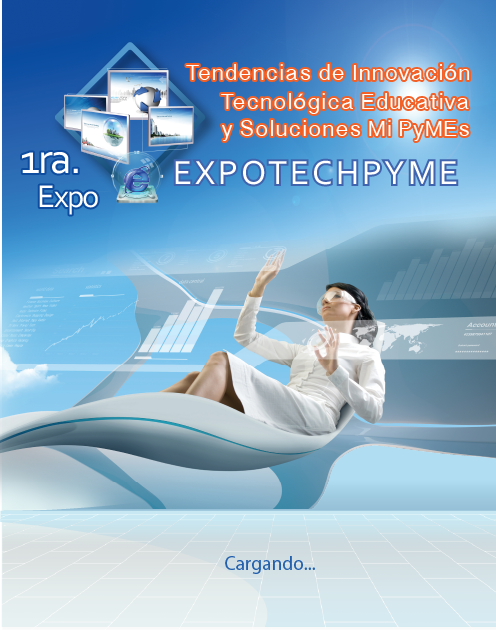 Tendencias de Innovación
Tecnológica Educativa
y Soluciones Mi PyMEs
1ra.
Expo
EXPOTECHPYME
Cargando...